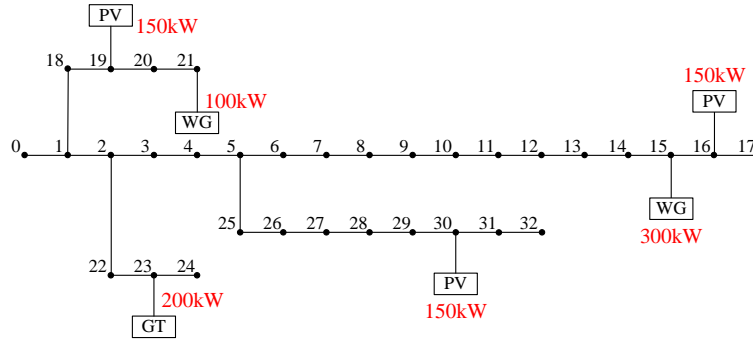 PV
150kW
18 19 20 21
150kW
100kW
PV
WG
0 1 2 3 4 5 6 7 8 9 10 11 12 13 14 15 16 17
WG
25 26 27 28 29 30 31 32
300kW
22 23 24
PV
200kW
150kW
GT